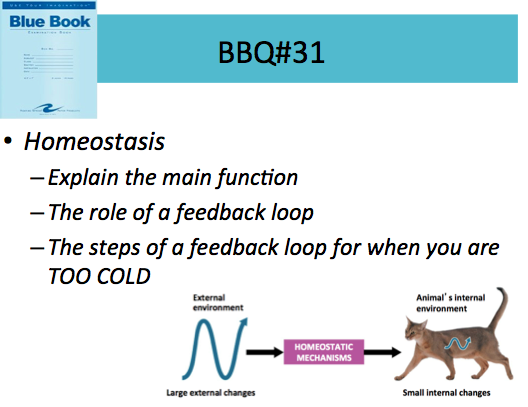 Blue Book
Examination Book
BBQ#31
• Homeostasis
– Explain the main function
– The role of a feedback loop
– The steps of a feedback loop for when you are
TOO COLD
External
environment
Animal's internal
environment
HOMEOSTATIC
MECHANISMS
Large external changes
Small internal changes